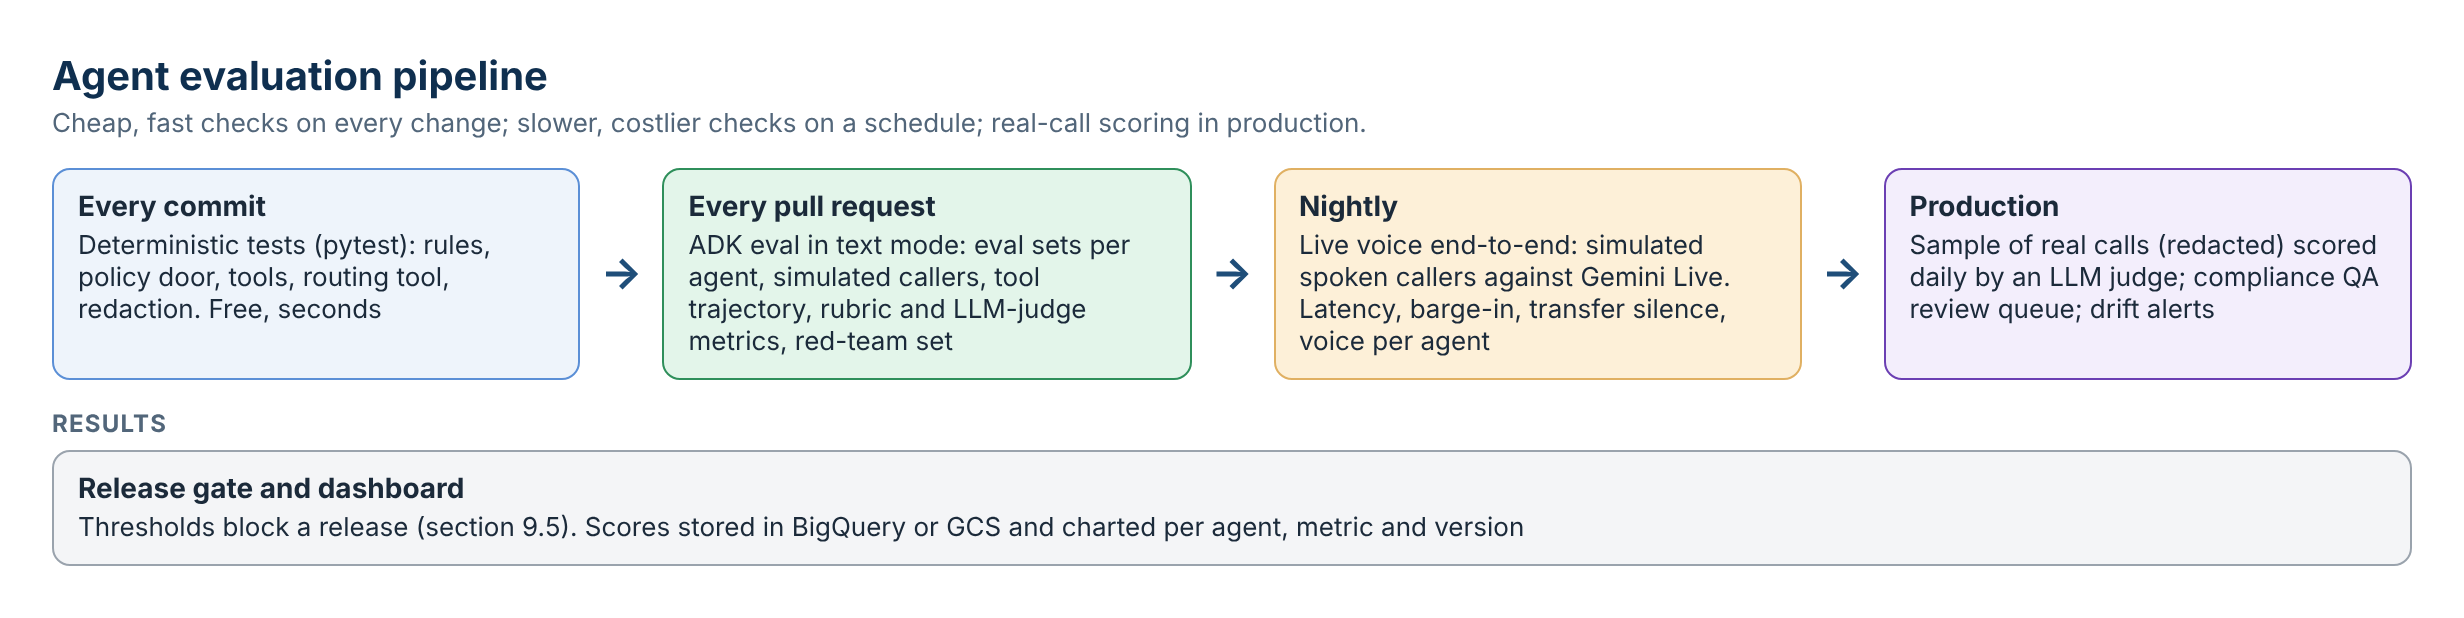 Agent evaluation pipeline
Cheap, fast checks on every change; slower, costlier checks on a schedule; real-call scoring in production.
Every commit
Deterministic tests (pytest): rules,
policy door, tools, routing tool,
redaction. Free, seconds
Every pull request
ADK eval in text mode: eval sets per
agent, simulated callers, tool
trajectory, rubric and LLM-judge
metrics, red-team set
Nightly
Live voice end-to-end: simulated
spoken callers against Gemini Live.
Latency, barge-in, transfer silence,
voice per agent
Production
Sample of real calls (redacted) scored
daily by an LLM judge; compliance QA
review queue; drift alerts
RESULTS
Release gate and dashboard
Thresholds block a release (section 9.5). Scores stored in BigQuery or GCS and charted per agent, metric and version